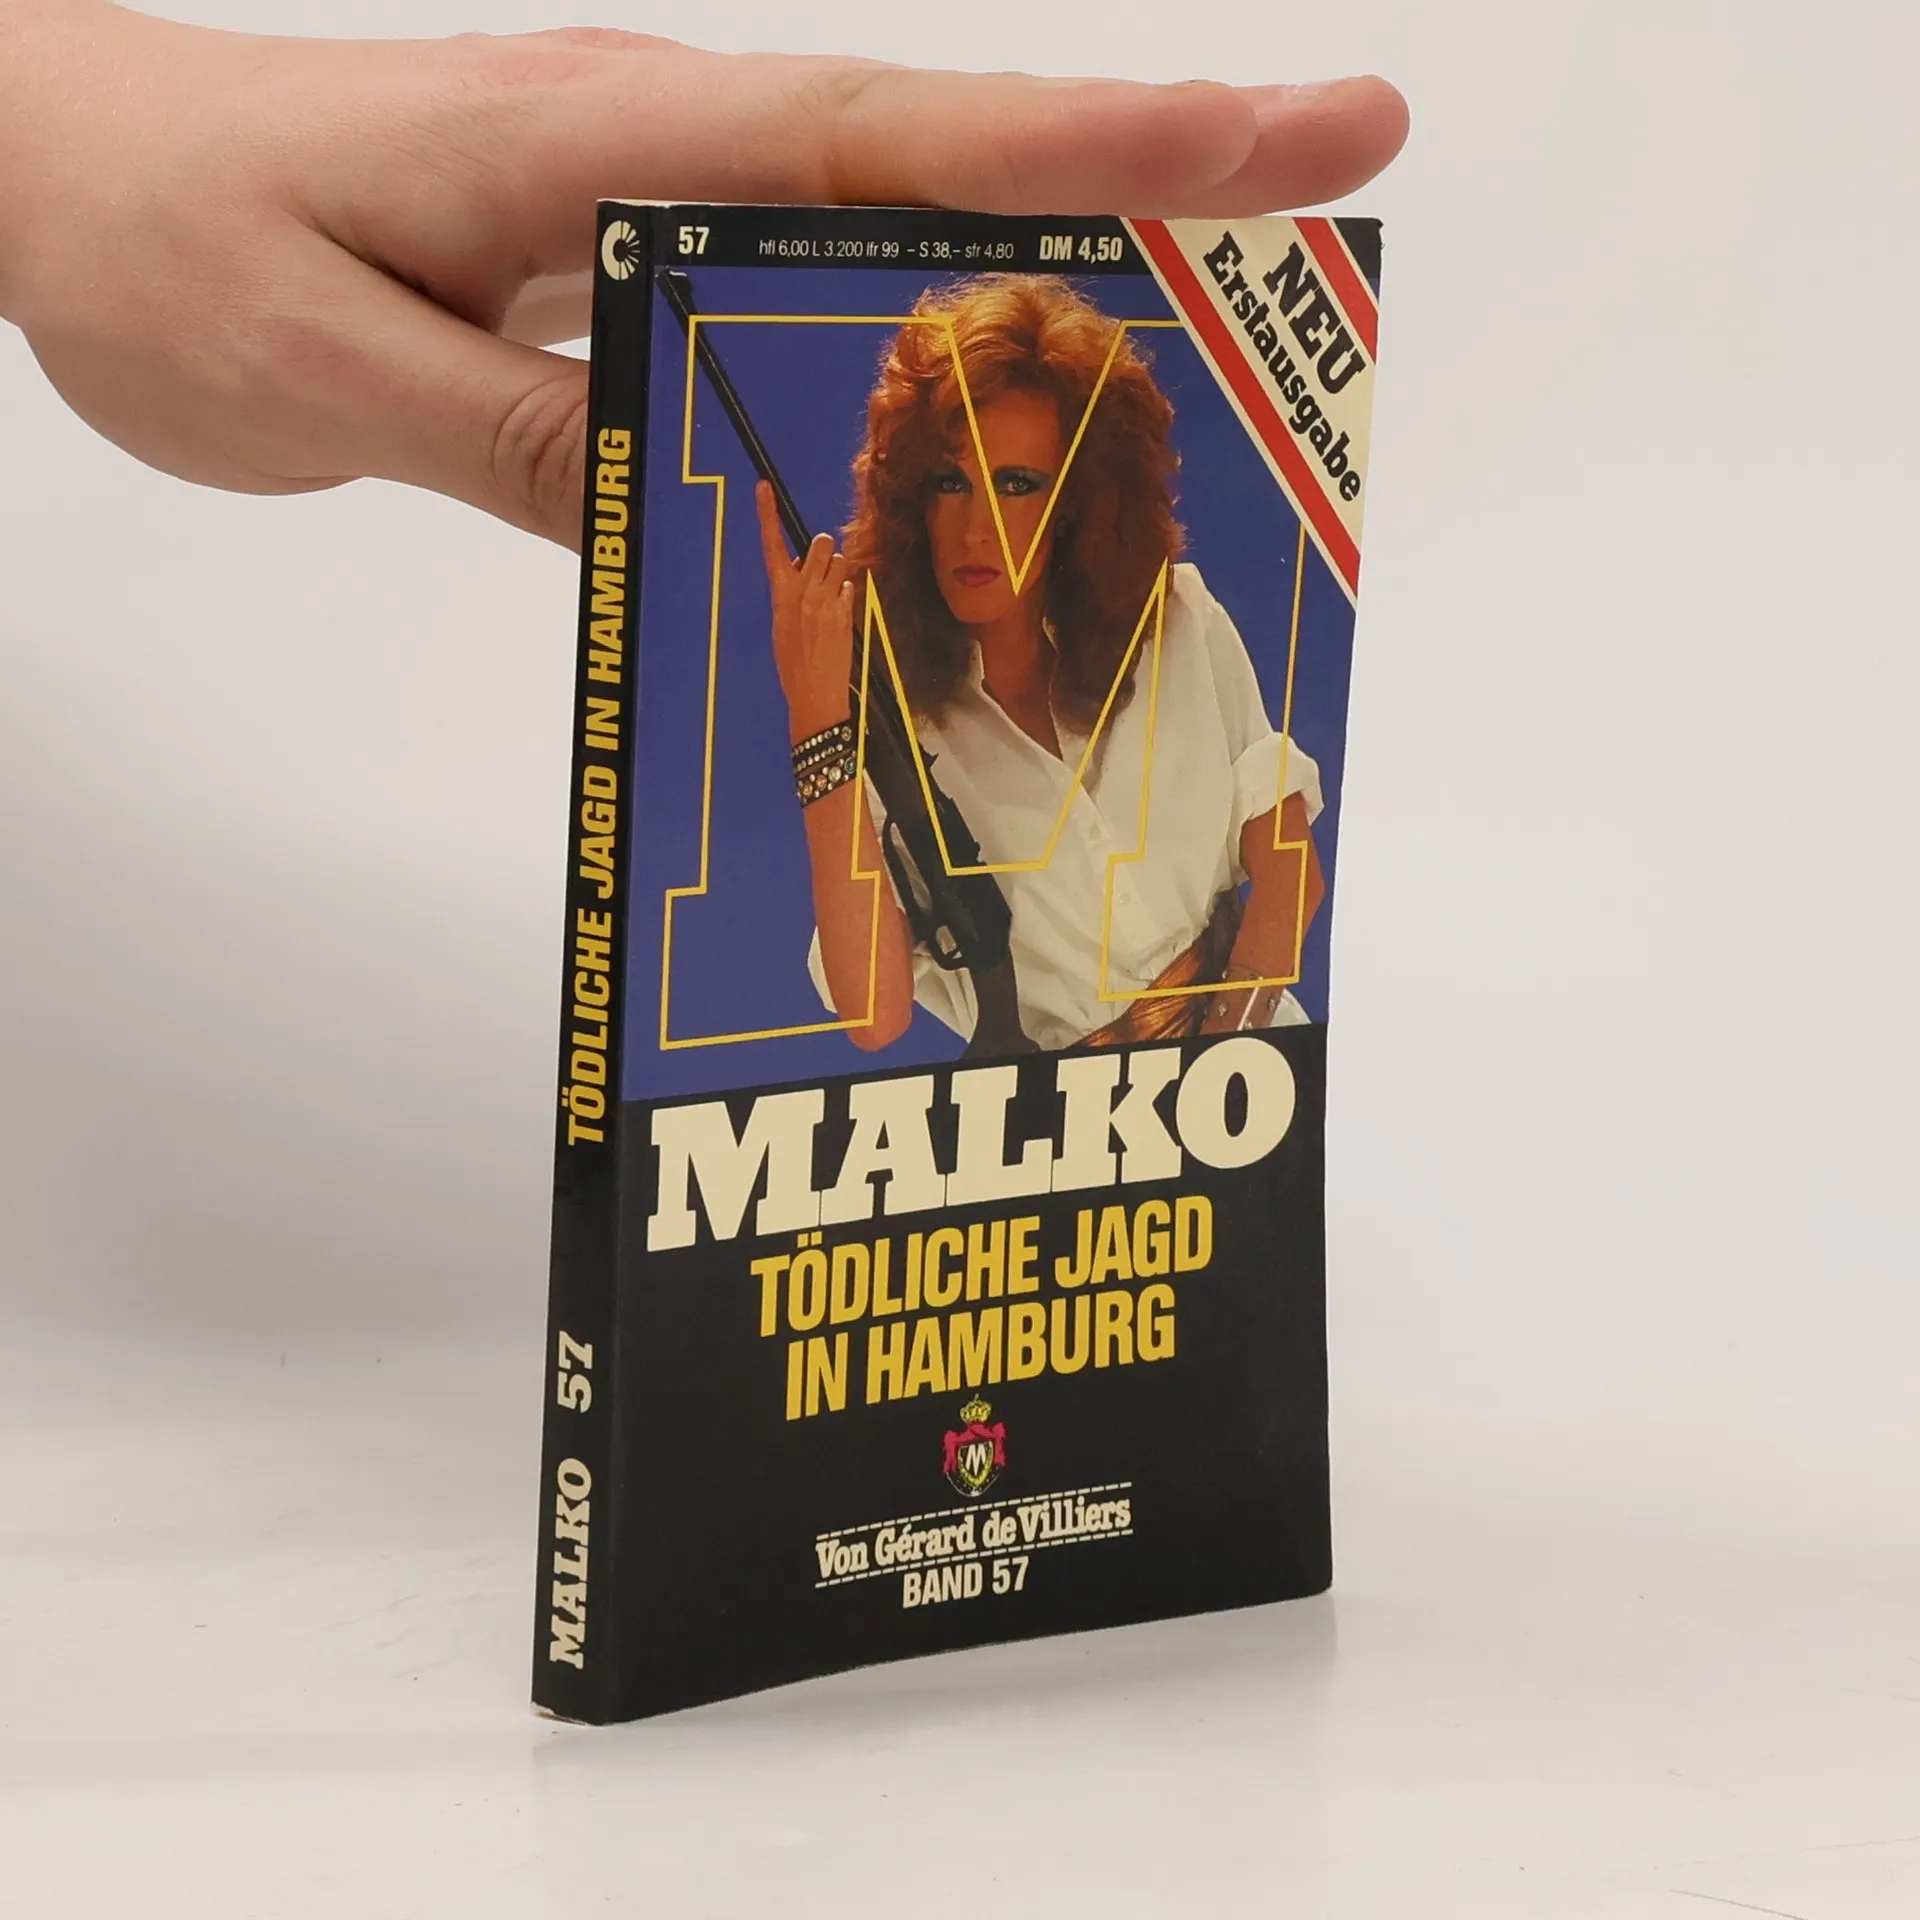 57
hfl 6,00 L 3.200 lfr 99 – S 38,– sfr 4,80
DM 4,50
NEU
Erstausgabe
MALKO
TÖDLICHE JAGD
IN HAMBURG
M
Von Gérard de Villiers
BAND 57
MALKO 57 TÖDLICHE JAGD IN HAMBURG